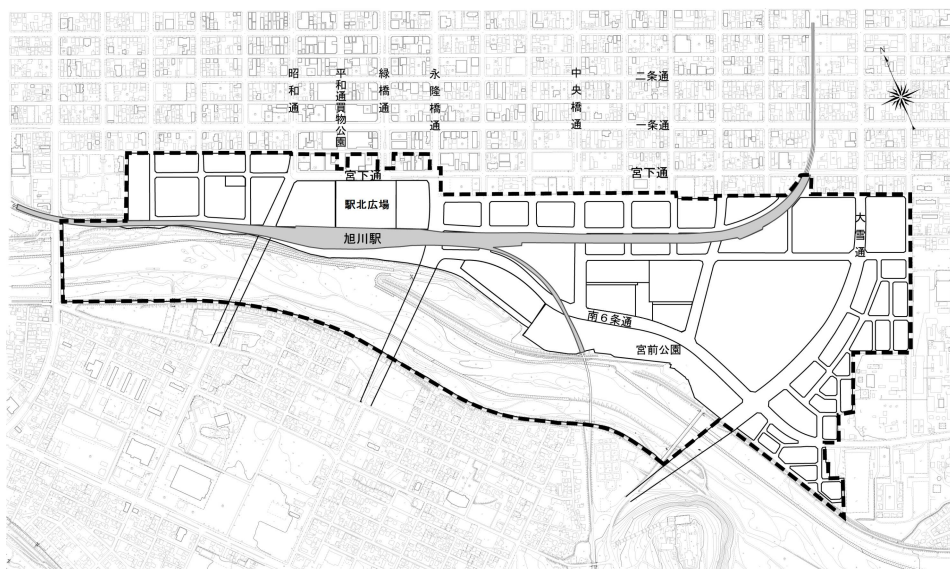 昭和通
平和通買物公園
緑橋通
永隆橋通
中央橋通
二条通
一条通
N
宮下通
宮下通
駅北広場
旭川駅
大雪通
南6条通
宮前公園